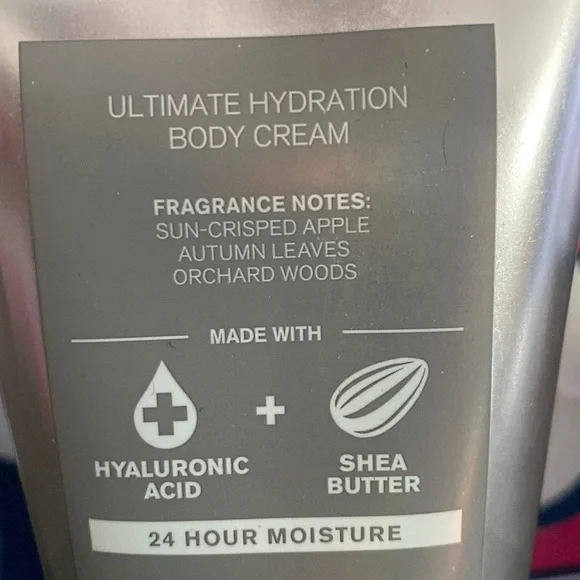 ULTIMATE HYDRATION
BODY CREAM
FRAGRANCE NOTES:
SUN-CRISPED APPLE
AUTUMN LEAVES
ORCHARD WOODS
MADE WITH
HYALURONIC
ACID
+
SHEA
BUTTER
24 HOUR MOISTURE